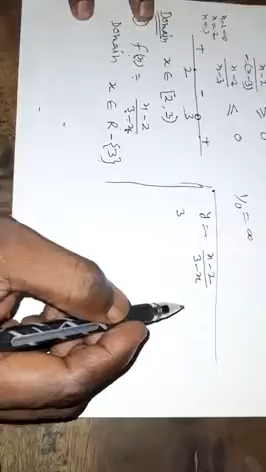 x-2 / -(x-3) ≥ 0
x-2 / x-3 ≤ 0
x-2=0
x=2
x=3
+ - +
2 3
Domain x ∈ [2,3)
f(x) = x-2 / 3-x
Domain x ∈ R-{3}
1/0 = ∞
y = x-2 / 3-x
3